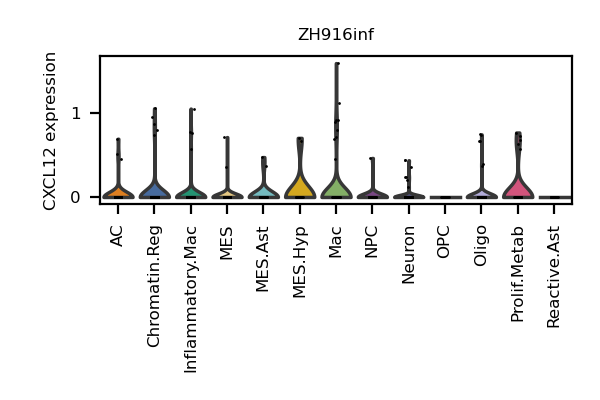 ZH916inf
CXCL12 expression
1
0
AC
Chromatin.Reg
Inflammatory.Mac
MES
MES.Ast
MES.Hyp
Mac
NPC
Neuron
OPC
Oligo
Prolif.Metab
Reactive.Ast